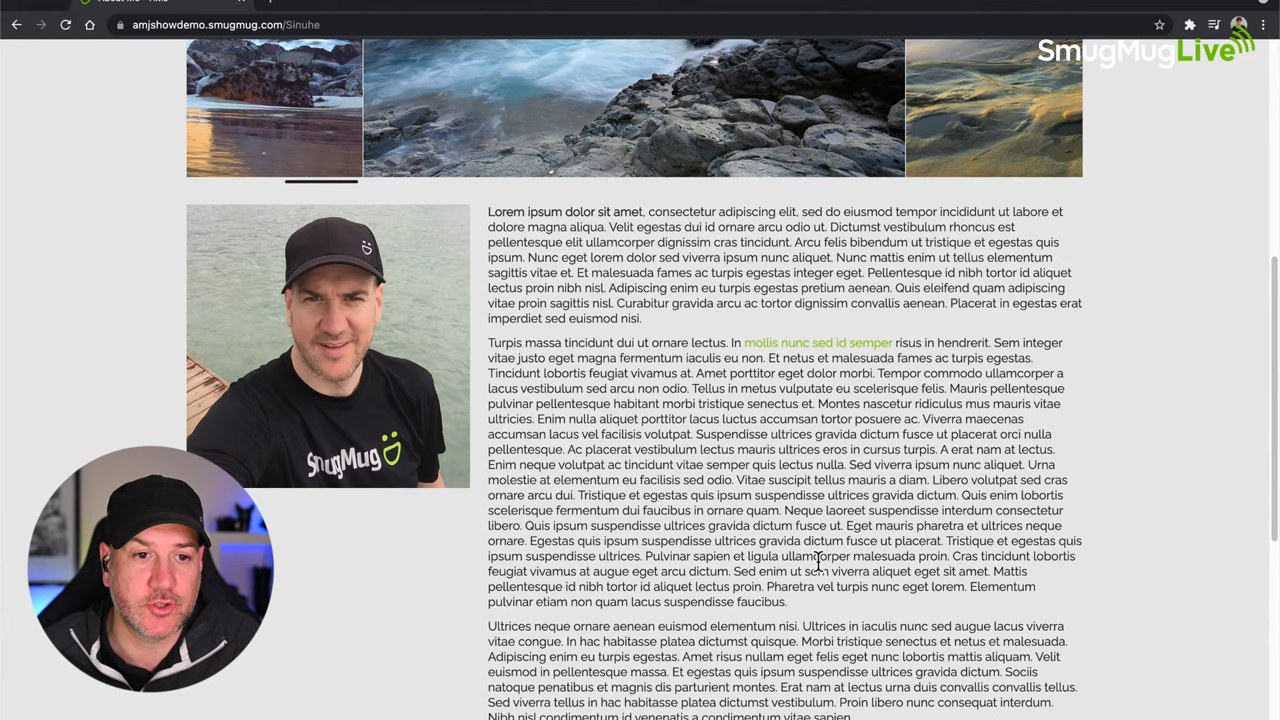 amjshowdemo.smugmug.com/Sinuhe
SmugMugLive
Lorem ipsum dolor sit amet, consectetur adipiscing elit, sed do eiusmod tempor incididunt ut labore et
dolore magna aliqua. Velit egestas dui id ornare arcu odio ut. Dictumst vestibulum rhoncus est
pellentesque elit ullamcorper dignissim cras tincidunt. Arcu felis bibendum ut tristique et egestas quis
ipsum. Nunc eget lorem dolor sed viverra ipsum nunc aliquet. Nunc mattis enim ut tellus elementum
sagittis vitae et. Et malesuada fames ac turpis egestas integer eget. Pellentesque id nibh tortor id aliquet
lectus proin nibh nisl. Adipiscing enim eu turpis egestas pretium aenean. Quis eleifend quam adipiscing
vitae proin sagittis nisl. Curabitur gravida arcu ac tortor dignissim convallis aenean. Placerat in egestas erat
imperdiet sed euismod nisi.
Turpis massa tincidunt dui ut ornare lectus. In mollis nunc sed id semper risus in hendrerit. Sem integer
vitae justo eget magna fermentum iaculis eu non. Et netus et malesuada fames ac turpis egestas.
Tincidunt lobortis feugiat vivamus at. Amet porttitor eget dolor morbi. Tempor commodo ullamcorper a
lacus vestibulum sed arcu non odio. Tellus in metus vulputate eu scelerisque felis. Mauris pellentesque
pulvinar pellentesque habitant morbi tristique senectus et. Montes nascetur ridiculus mus mauris vitae
ultricies. Enim nulla aliquet porttitor lacus luctus accumsan tortor posuere ac. Viverra maecenas
accumsan lacus vel facilisis volutpat. Suspendisse ultrices gravida dictum fusce ut placerat orci nulla
pellentesque. Ac placerat vestibulum lectus mauris ultrices eros in cursus turpis. A erat nam at lectus.
Enim neque volutpat ac tincidunt vitae semper quis lectus nulla. Sed viverra ipsum nunc aliquet. Urna
molestie at elementum eu facilisis sed odio. Vitae suscipit tellus mauris a diam. Libero volutpat sed cras
ornare arcu dui. Tristique et egestas quis ipsum suspendisse ultrices gravida dictum. Quis enim lobortis
scelerisque fermentum dui faucibus in ornare quam. Neque laoreet suspendisse interdum consectetur
libero. Quis ipsum suspendisse ultrices gravida dictum fusce ut. Eget mauris pharetra et ultrices neque
ornare. Egestas quis ipsum suspendisse ultrices gravida dictum fusce ut placerat. Tristique et egestas quis
ipsum suspendisse ultrices. Pulvinar sapien et ligula ullamcorper malesuada proin. Cras tincidunt lobortis
feugiat vivamus at augue eget arcu dictum. Sed enim ut sem viverra aliquet eget sit amet. Mattis
pellentesque id nibh tortor id aliquet lectus proin. Pharetra vel turpis nunc eget lorem. Elementum
pulvinar etiam non quam lacus suspendisse faucibus.
SmugMug
Ultrices neque ornare aenean euismod elementum nisi. Ultrices in iaculis nunc sed augue lacus viverra
vitae congue. In hac habitasse platea dictumst quisque. Morbi tristique senectus et netus et malesuada.
Adipiscing enim eu turpis egestas. Amet risus nullam eget felis eget nunc lobortis mattis aliquam. Velit
euismod in pellentesque massa. Et egestas quis ipsum suspendisse ultrices gravida dictum. Sociis
natoque penatibus et magnis dis parturient montes. Erat nam at lectus urna duis convallis convallis tellus.
Sed viverra tellus in hac habitasse platea dictumst vestibulum. Proin libero nunc consequat interdum.
Nibh nisl condimentum id venenatis a condimentum vitae sapien.